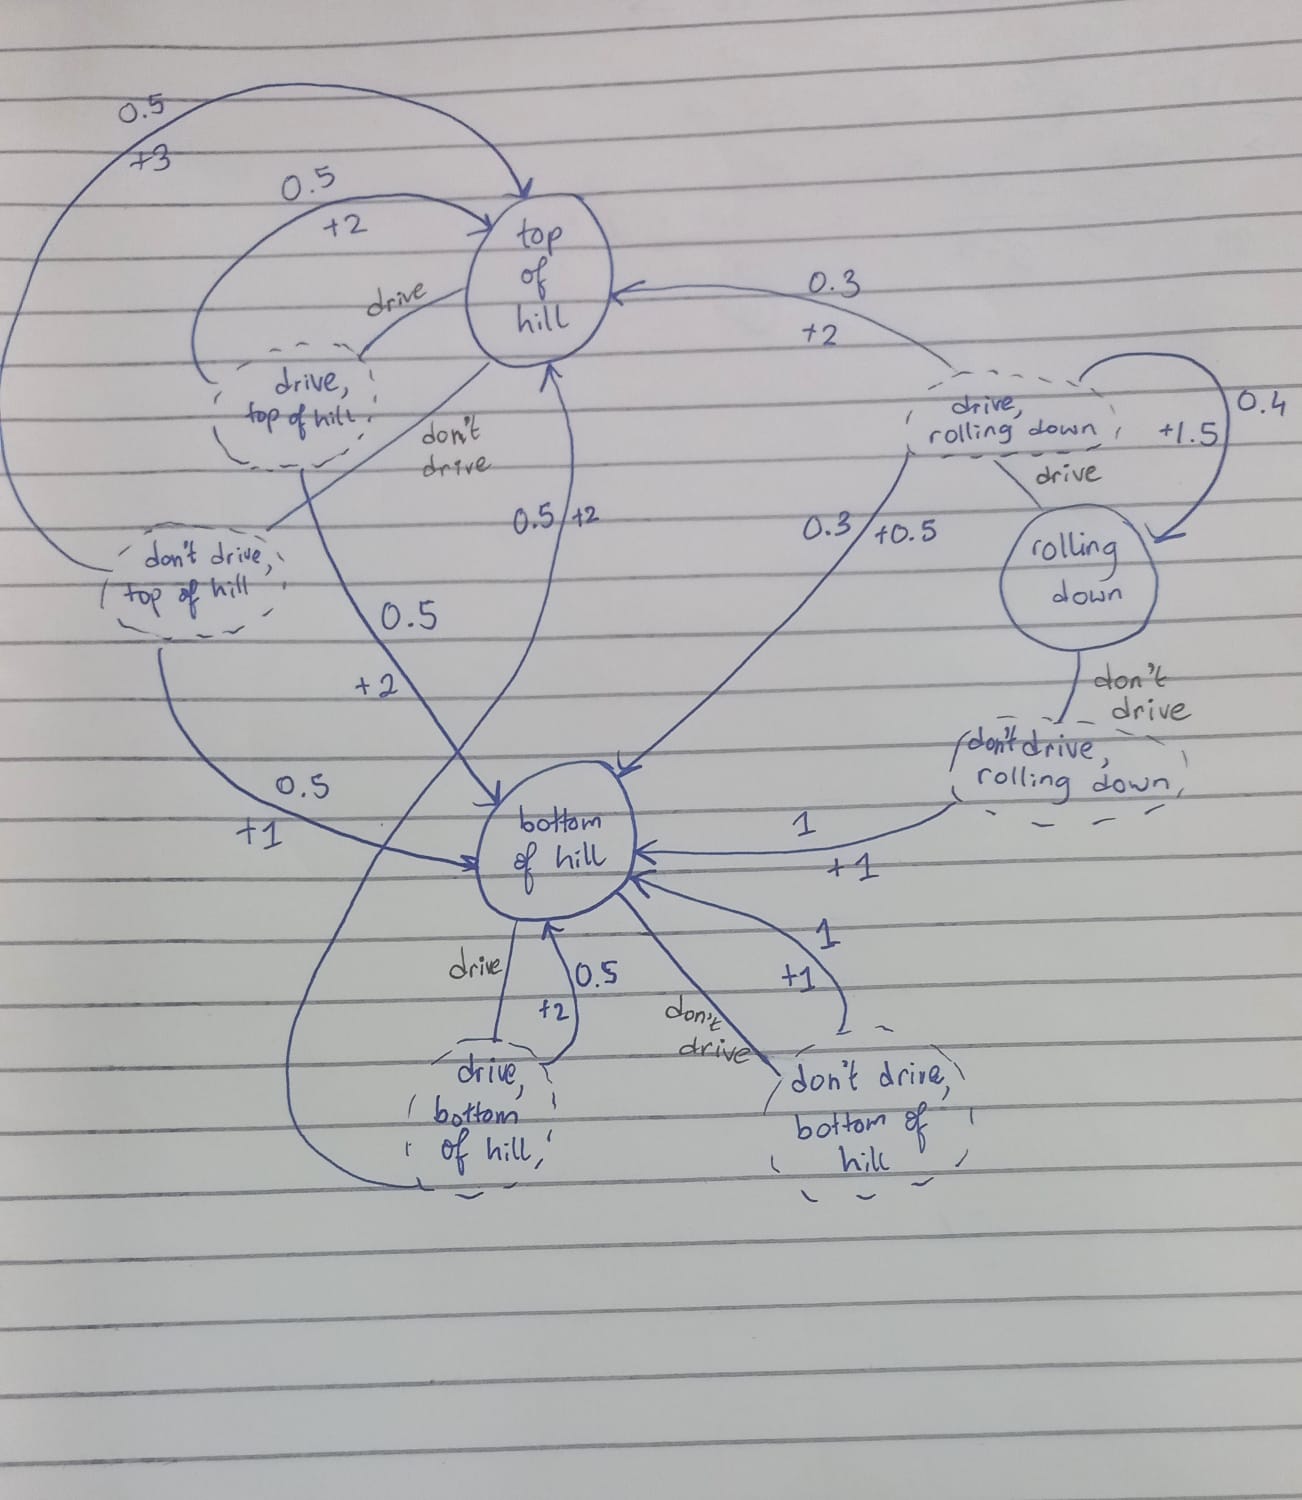 0.5
+3
0.5
+2
top
of
hill
drive
0.3
+2
drive,
top of hill
don't
drive
drive,
rolling down
0.4
+1.5
drive
0.5
+2
0.3
+0.5
rolling
down
don't drive,
top of hill
0.5
+2
don't
drive
don't drive,
rolling down
0.5
+1
bottom
of hill
1
+1
drive
0.5
+2
1
+1
don't
drive
drive,
bottom
of hill
don't drive,
bottom of
hill